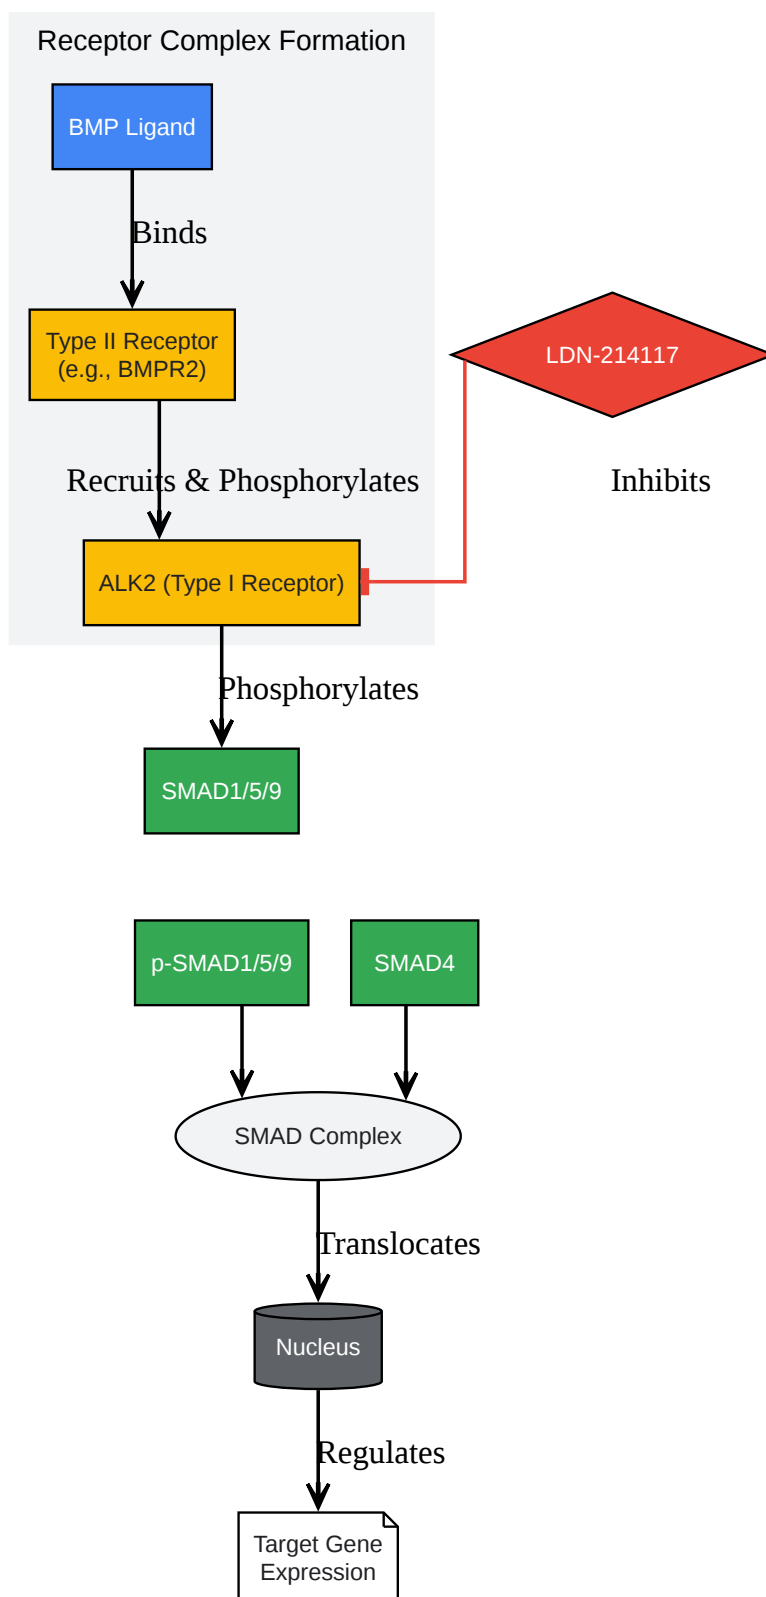 Receptor Complex Formation
BMP Ligand
Binds
Type II Receptor
(e.g., BMPR2)
LDN-214117
Recruits & Phosphorylates
Inhibits
ALK2 (Type I Receptor)
Phosphorylates
SMAD1/5/9
p-SMAD1/5/9
SMAD4
SMAD Complex
Translocates
Nucleus
Regulates
Target Gene
Expression